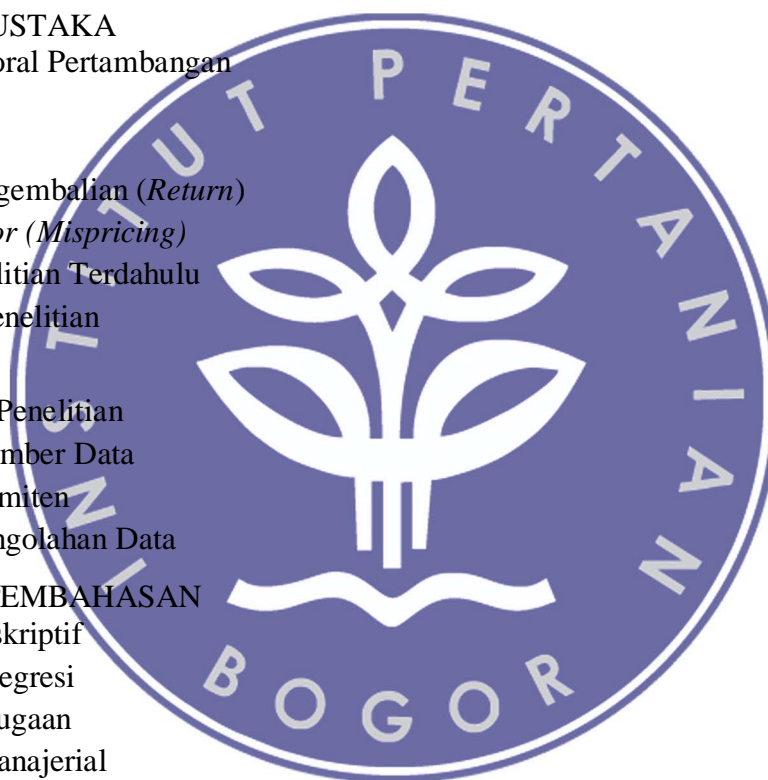 USTAKA
oral Pertambangan
gembalian (Return)
or (Mispricing)
litian Terdahulu
enelitian
Penelitian
mber Data
miten
ngolahan Data
EMBAHASAN
skriptif
egresi
ugaan
anajerial
INSTITUT PERTANIAN
BOGOR